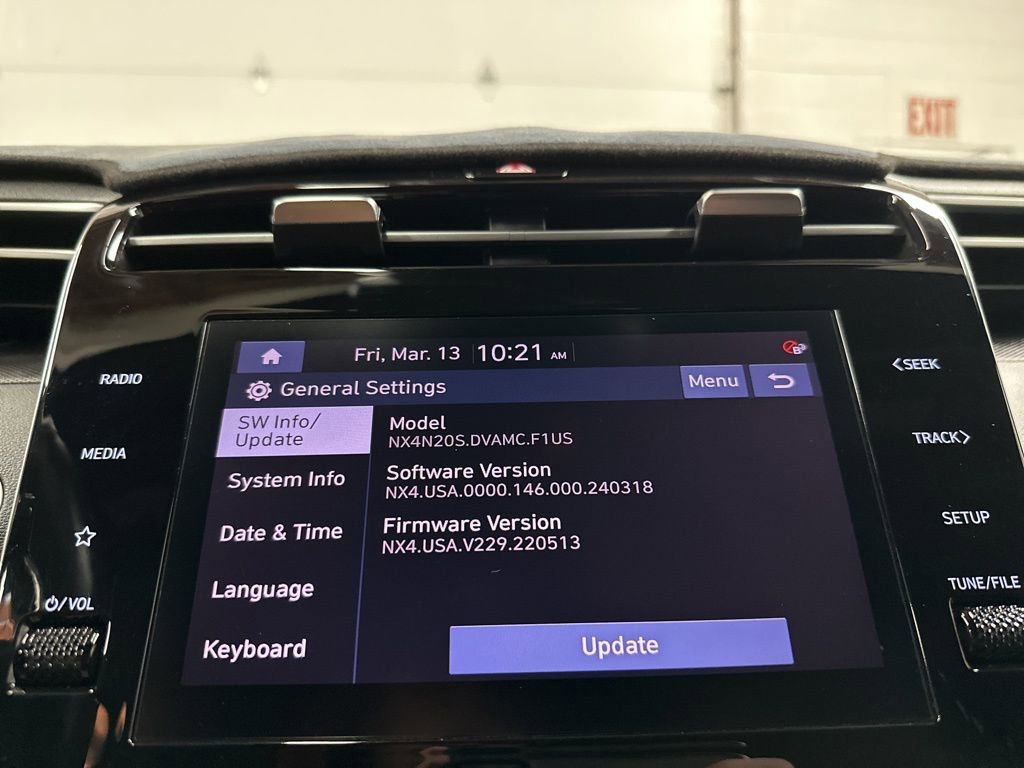 EXIT
Fri, Mar. 13 10:21 AM
General Settings
Menu
SW Info/
Update
System Info
Date & Time
Language
Keyboard
Model
NX4N20S.DVAMC.F1US
Software Version
NX4.USA.0000.146.000.240318
Firmware Version
NX4.USA.V229.220513
Update
RADIO
MEDIA
/VOL
<SEEK
TRACK>
SETUP
TUNE/FILE